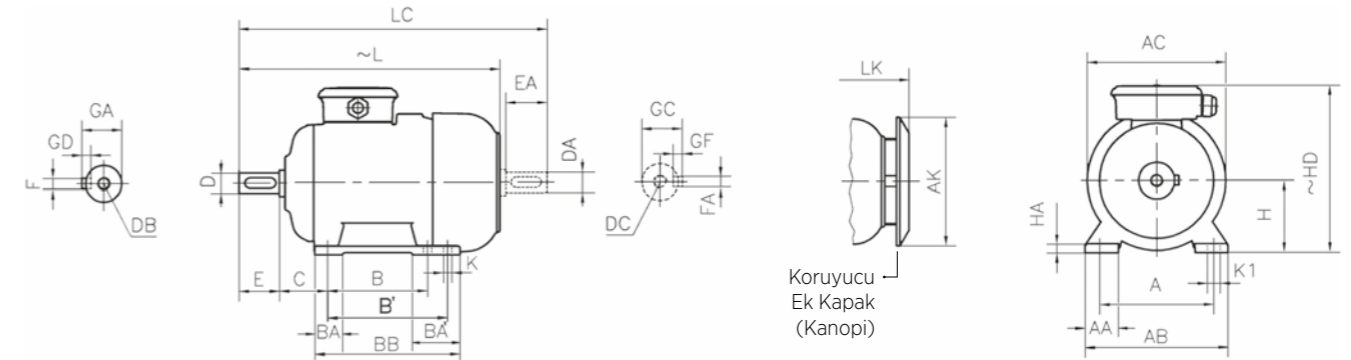 LC
~L
EA
GA
GD
F
DB
D
E
C
B
B'
BA
BA'
BB
K
DA
GC
GF
FA
DC
LK
AK
Koruyucu
Ek Kapak
(Kanopi)
AC
~HD
H
HA
K1
A
AA
AB